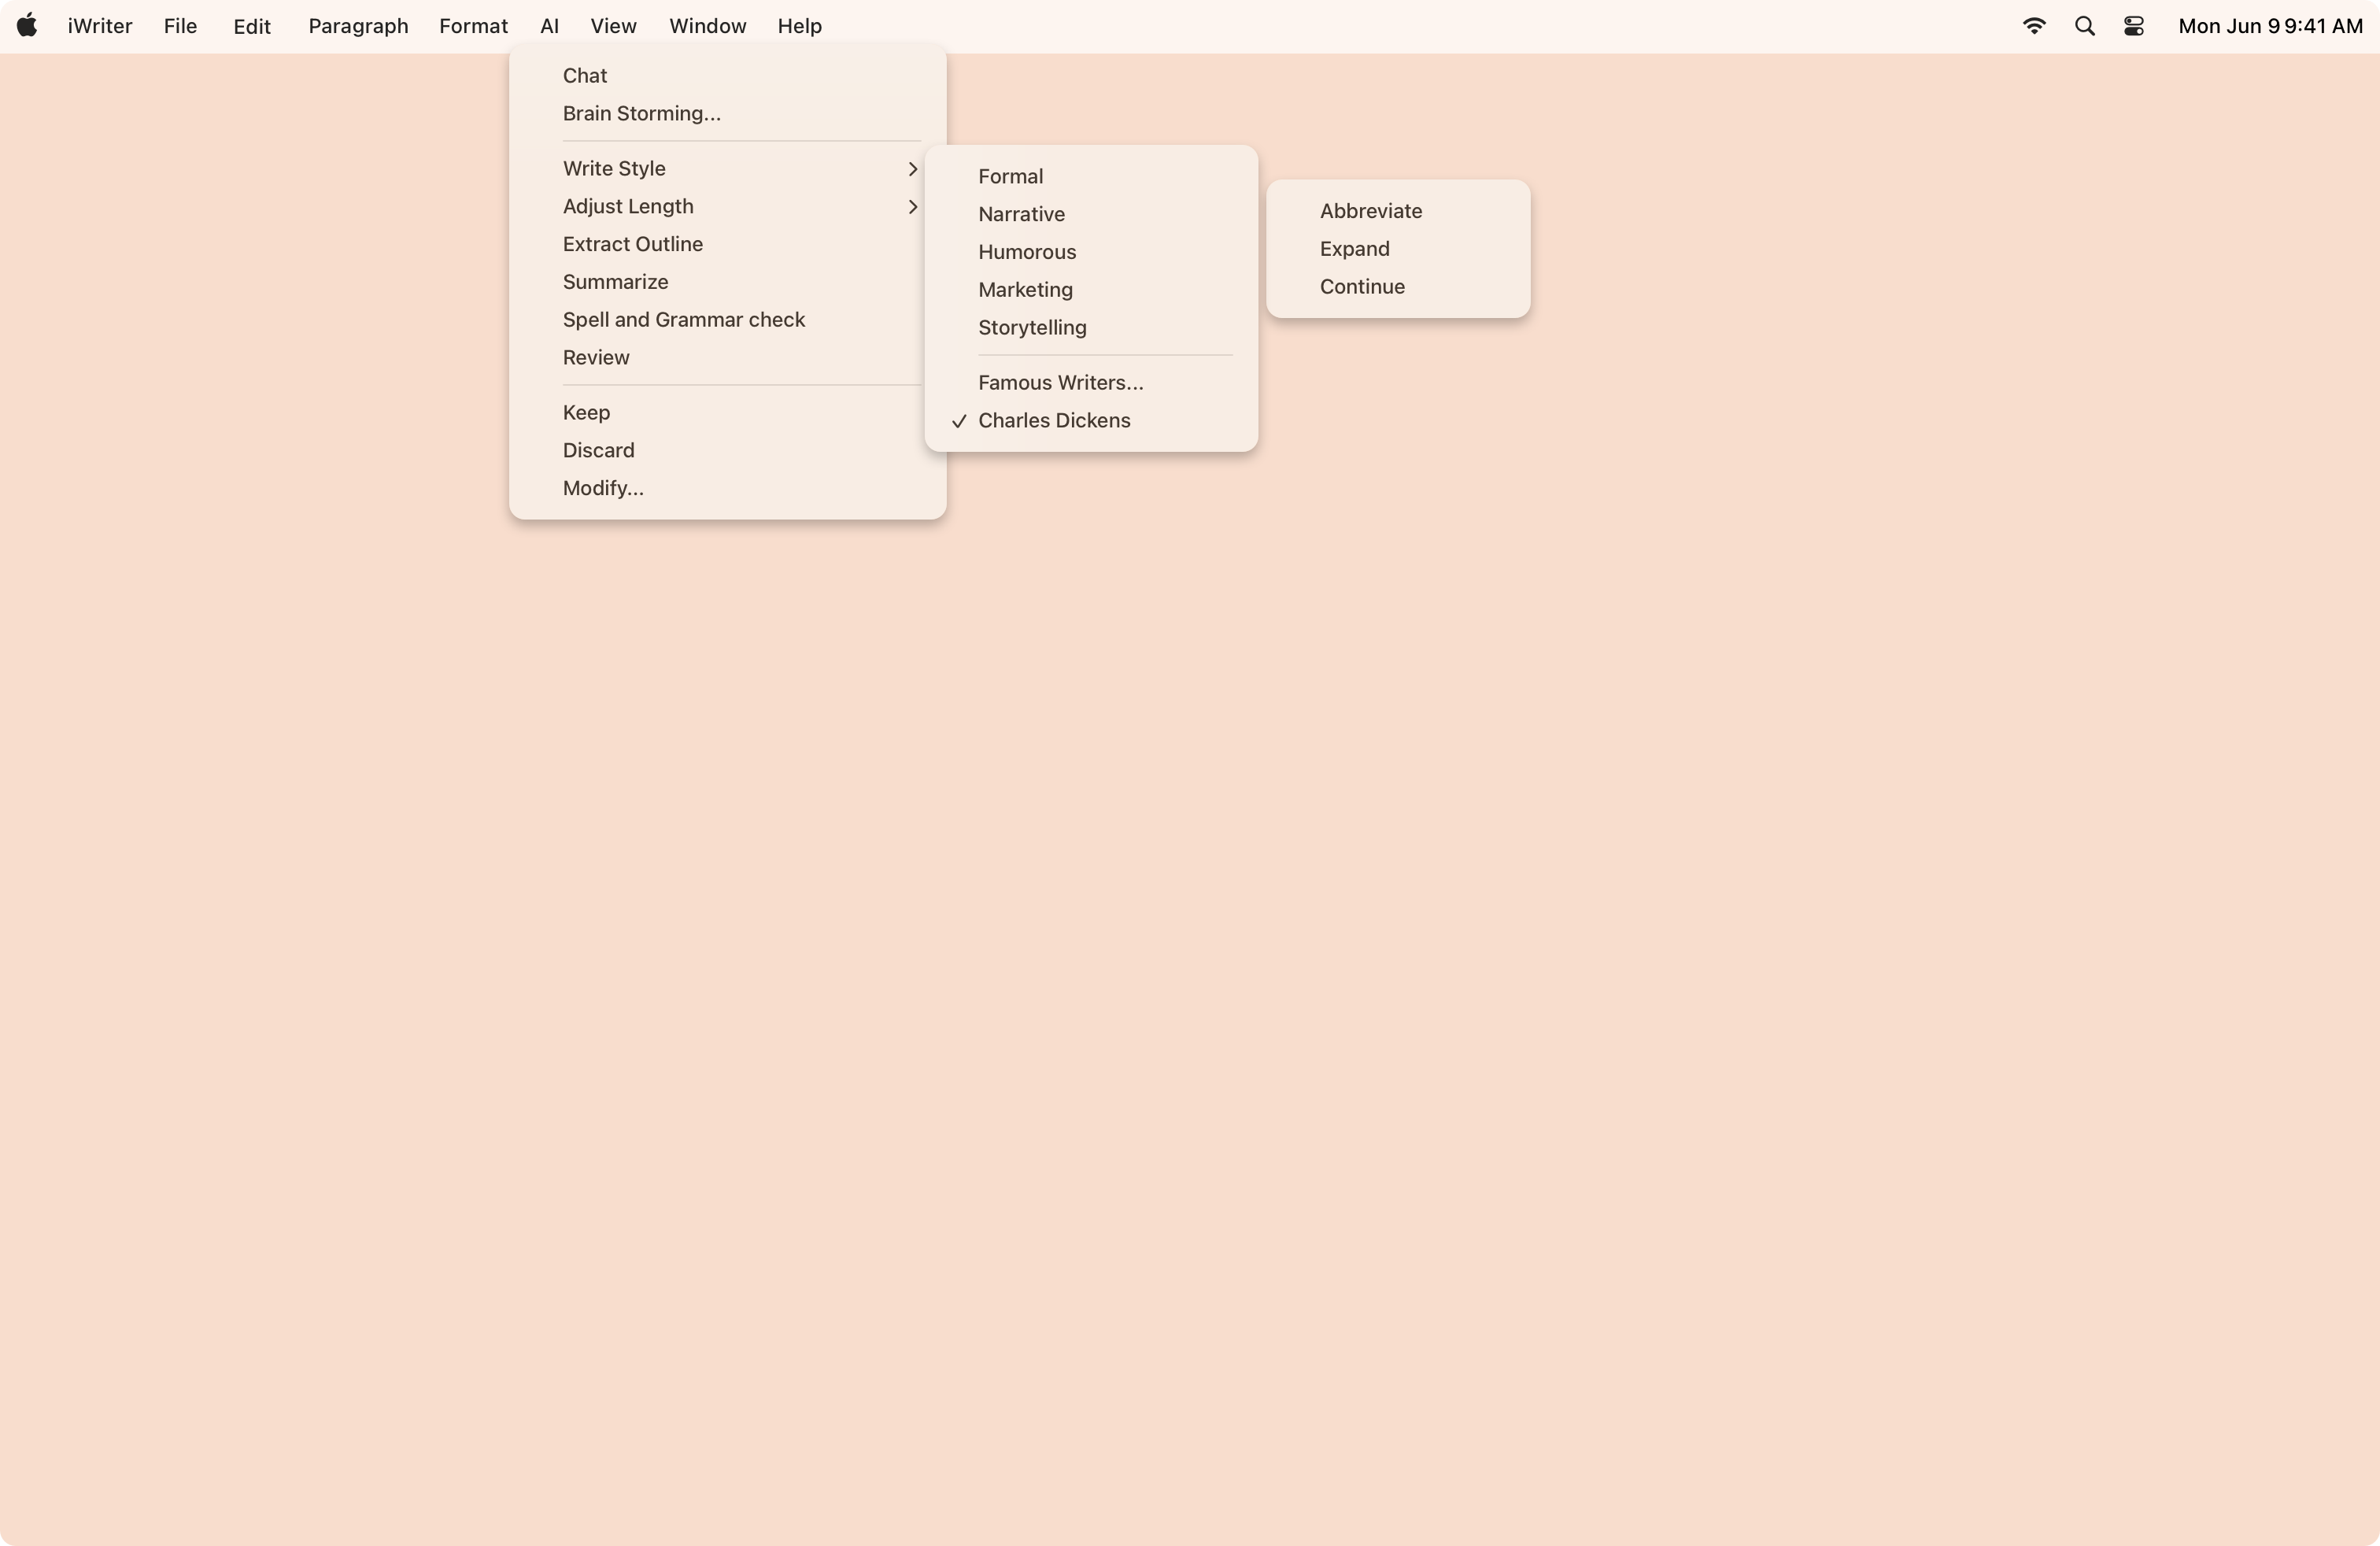 iWriter File Edit Paragraph Format AI View Window Help Mon Jun 9 9:41 AM
Chat
Brain Storming...
Write Style
Adjust Length
Extract Outline
Summarize
Spell and Grammar check
Review
Keep
Discard
Modify...
Formal
Narrative
Humorous
Marketing
Storytelling
Famous Writers...
Charles Dickens
Abbreviate
Expand
Continue